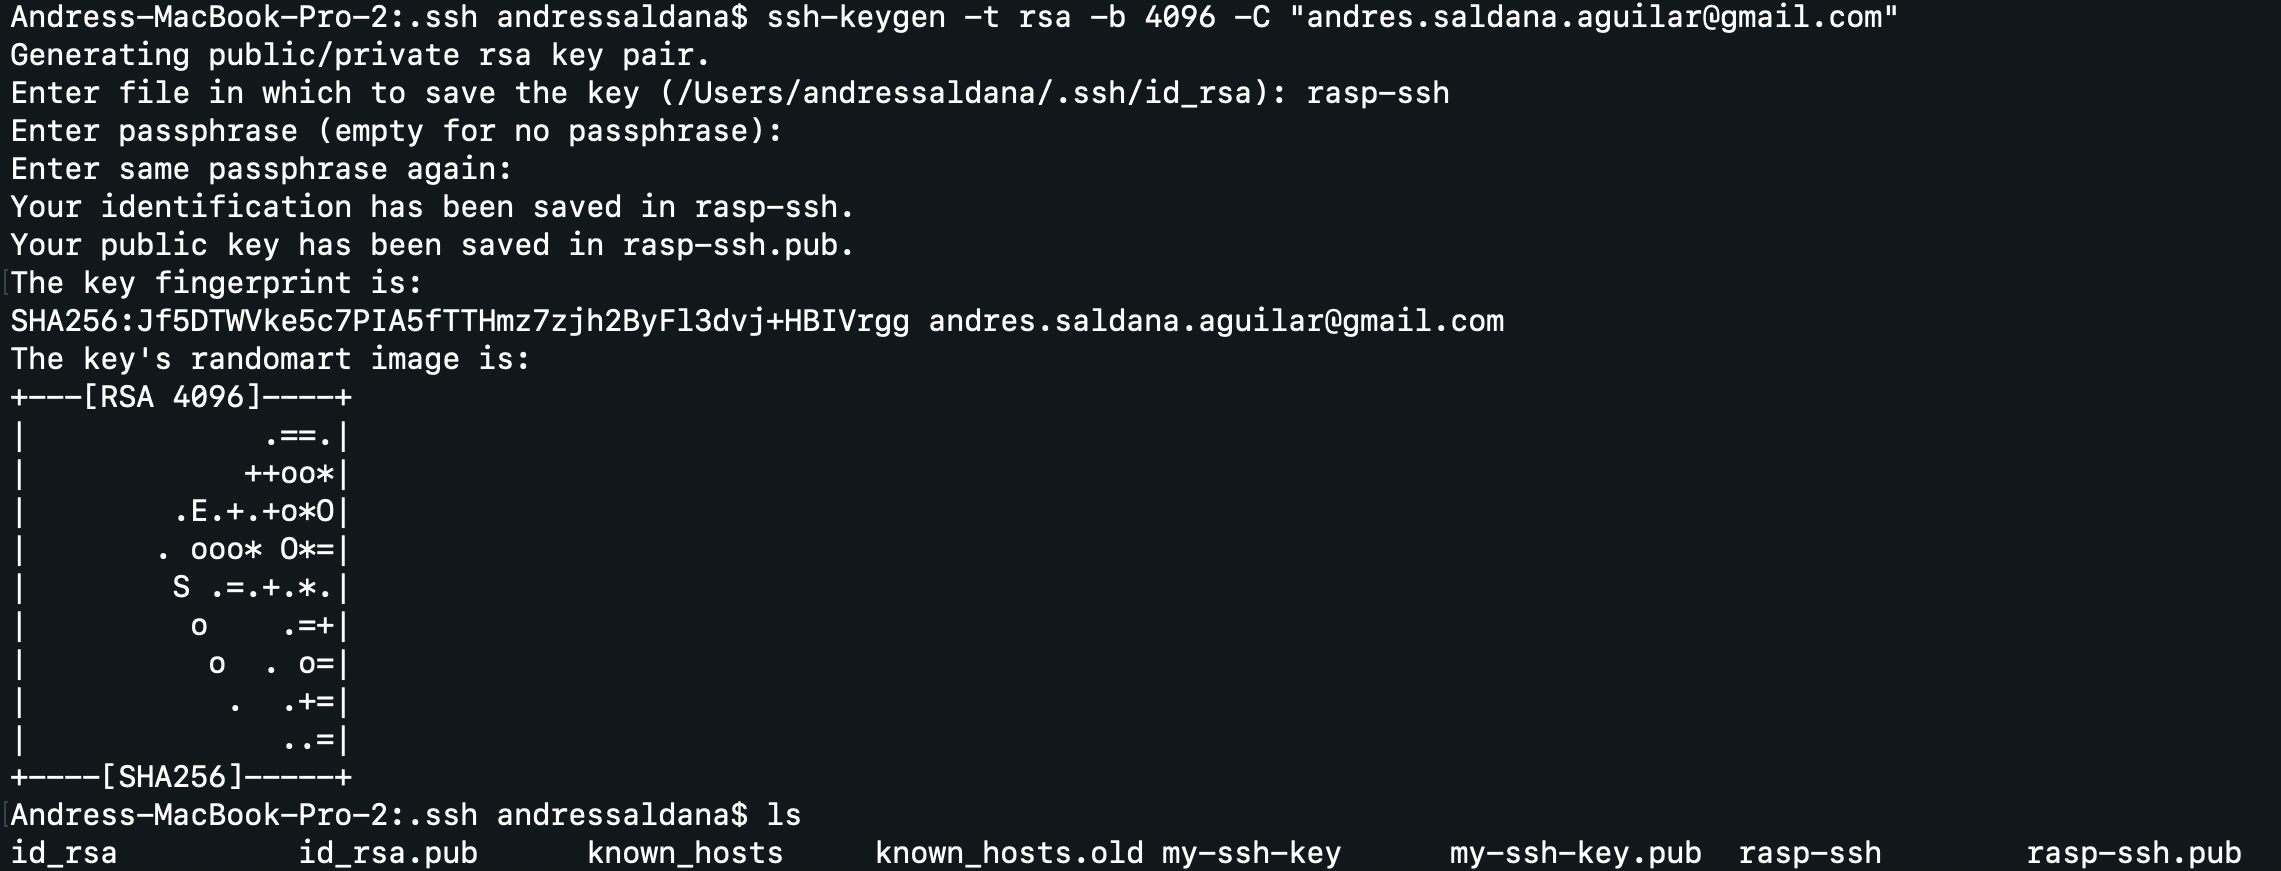 Andress-MacBook-Pro-2:.ssh andressaldana$ ssh-keygen -t rsa -b 4096 -C "andres.saldana.aguilar@gmail.com"
Generating public/private rsa key pair.
Enter file in which to save the key (/Users/andressaldana/.ssh/id_rsa): rasp-ssh
Enter passphrase (empty for no passphrase):
Enter same passphrase again:
Your identification has been saved in rasp-ssh.
Your public key has been saved in rasp-ssh.pub.
The key fingerprint is:
SHA256:Jf5DTWVke5c7PIA5fTTHmz7zjh2ByFl3dvj+HBIVrgg andres.saldana.aguilar@gmail.com
The key's randomart image is:
+---[RSA 4096]----+
|             .==.|
|            ++oo*|
|        .E.+.+o*O|
|       . ooo* O*=|
|        S .=.+.*.|
|         o    .=+|
|          o  . o=|
|           .  .+=|
|              ..=|
+----[SHA256]-----+
Andress-MacBook-Pro-2:.ssh andressaldana$ ls
id_rsa          id_rsa.pub      known_hosts     known_hosts.old my-ssh-key      my-ssh-key.pub  rasp-ssh        rasp-ssh.pub